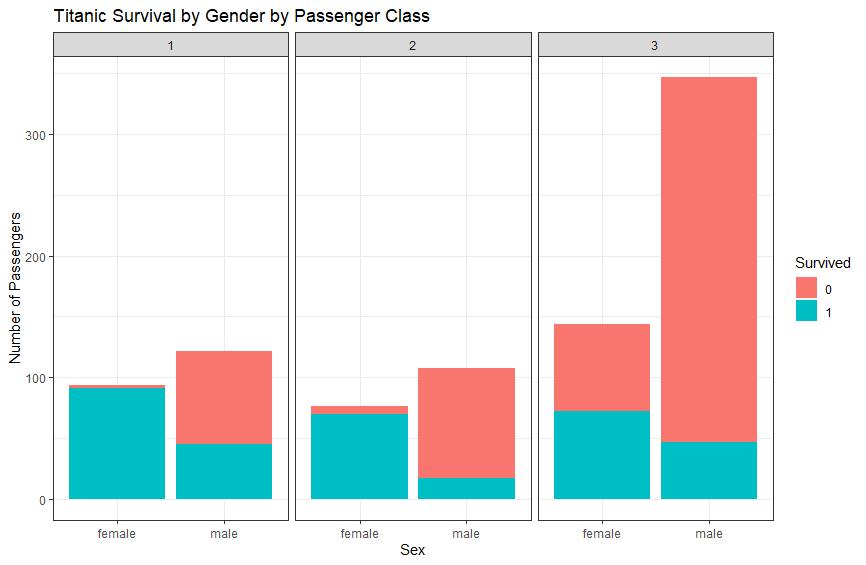 Titanic Survival by Gender by Passenger Class
1 2 3
Number of Passengers
300
200
100
0
female male female male female male
Sex
Survived
0
1